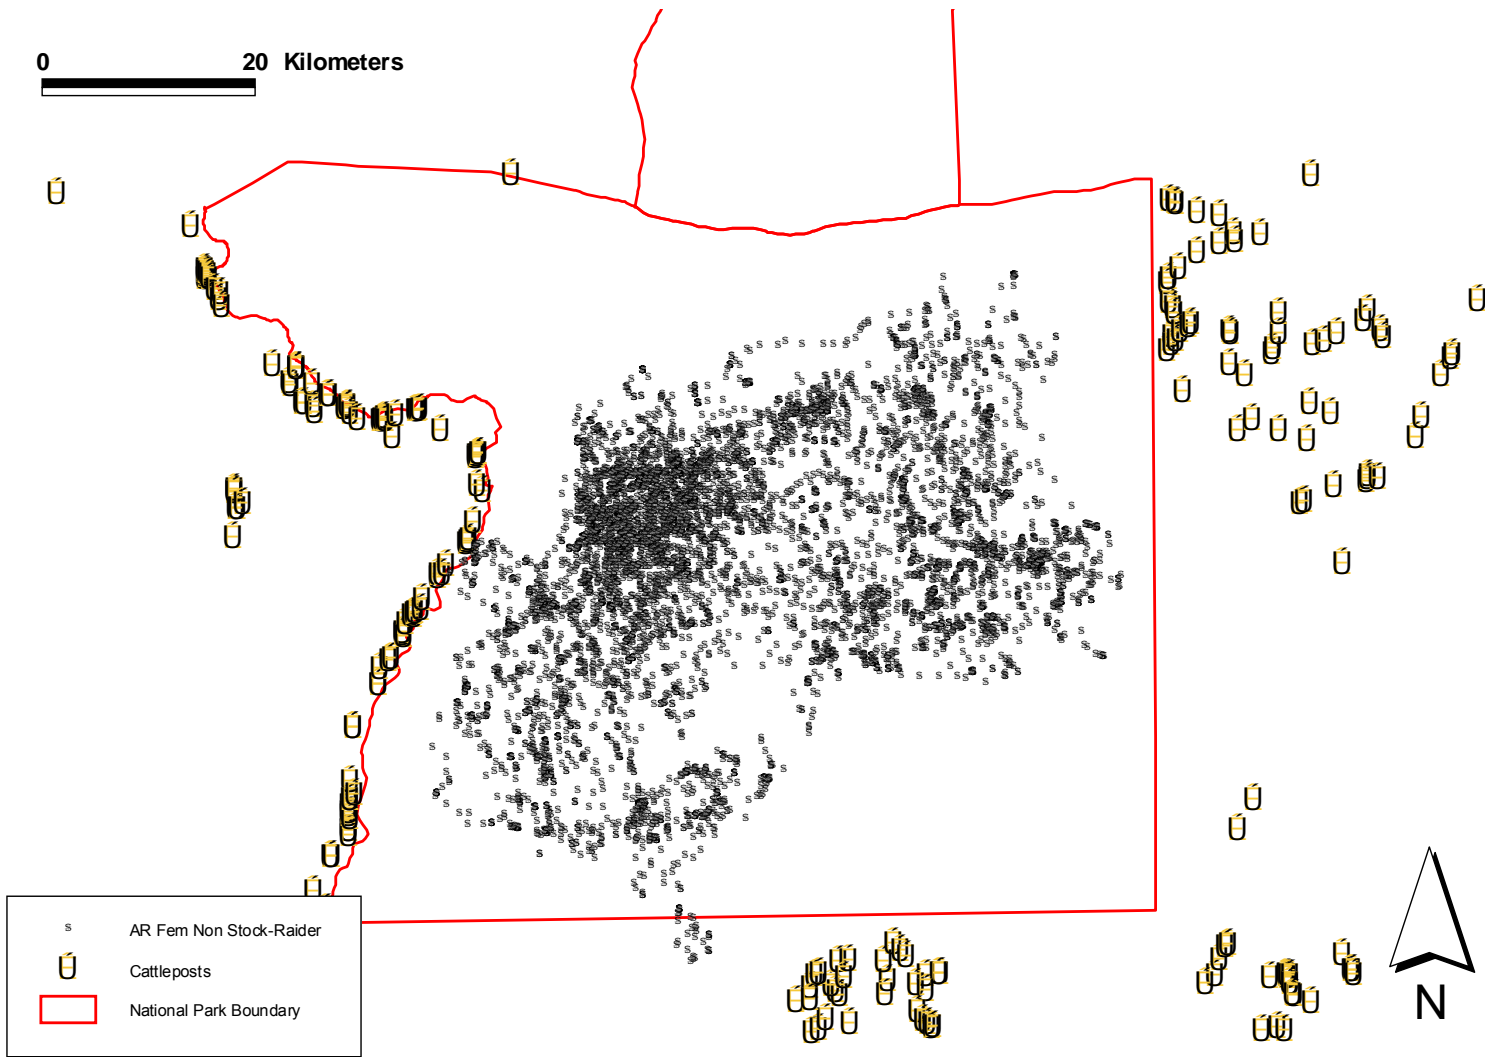 0 20 Kilometers
AR Fem Non Stock-Raider
Cattleposts
National Park Boundary
N